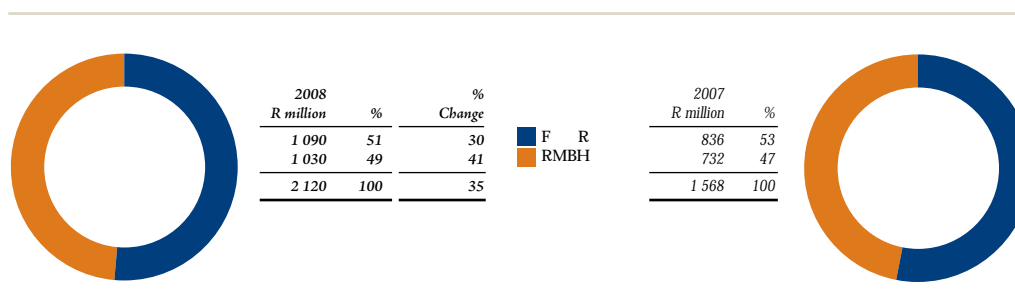 2008 %
R million % Change
1 090 51 30
1 030 49 41
2 120 100 35
F R
RMBH
2007
R million %
836 53
732 47
1 568 100